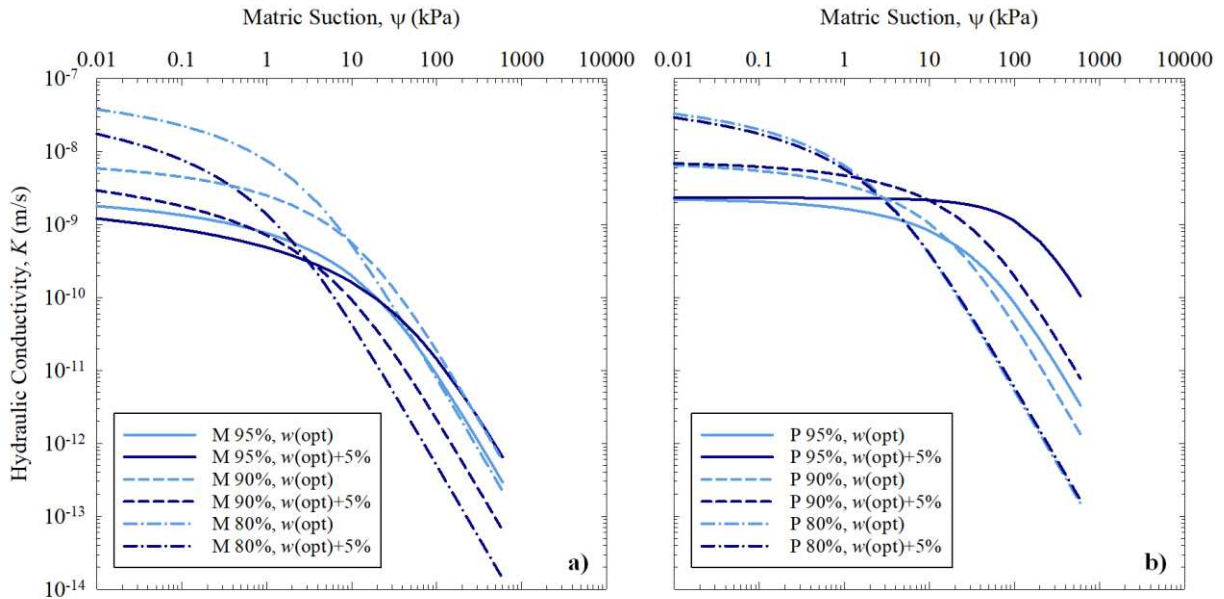 Matric Suction, ψ (kPa)
0.01 0.1 1 10 100 1000 10000
10-7
10-8
10-9
10-10
10-11
10-12
10-13
10-14
Hydraulic Conductivity, K (m/s)
M 95%, w(opt)
M 95%, w(opt)+5%
M 90%, w(opt)
M 90%, w(opt)+5%
M 80%, w(opt)
M 80%, w(opt)+5%
a)
Matric Suction, ψ (kPa)
0.01 0.1 1 10 100 1000 10000
P 95%, w(opt)
P 95%, w(opt)+5%
P 90%, w(opt)
P 90%, w(opt)+5%
P 80%, w(opt)
P 80%, w(opt)+5%
b)